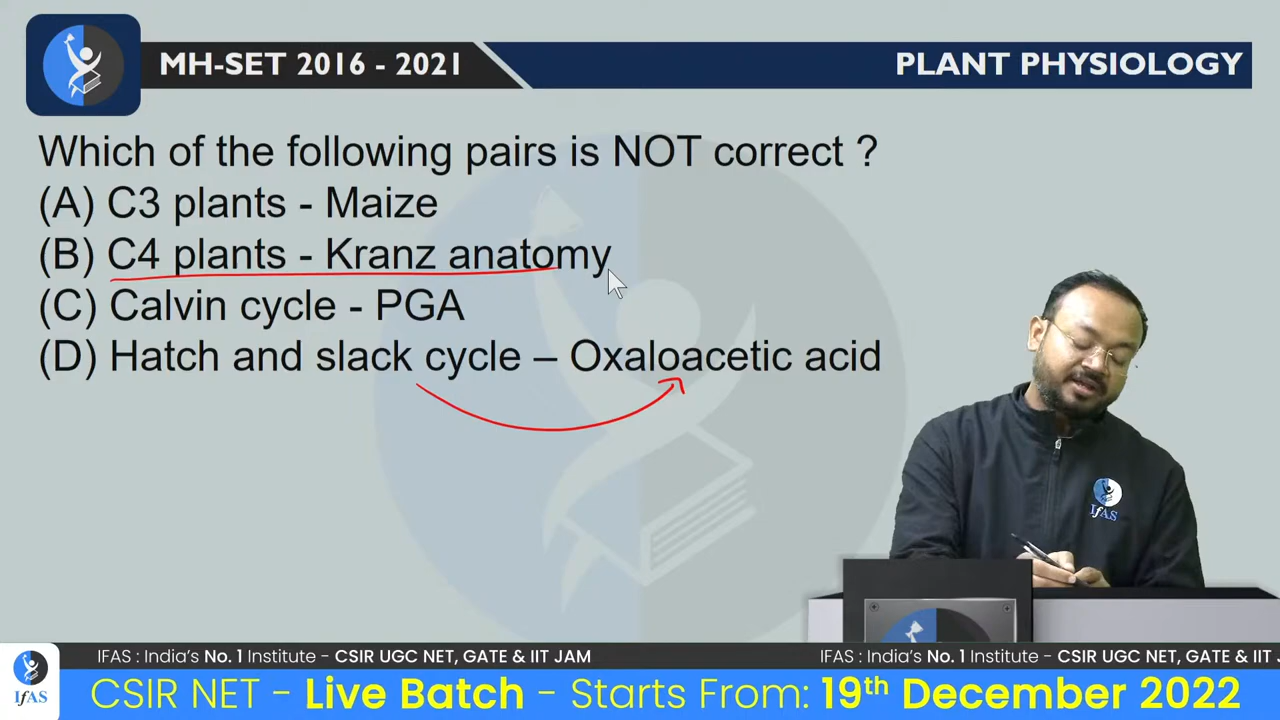 MH-SET 2016 - 2021
PLANT PHYSIOLOGY
Which of the following pairs is NOT correct ?
(A) C3 plants - Maize
(B) C4 plants - Kranz anatomy
(C) Calvin cycle - PGA
(D) Hatch and slack cycle – Oxaloacetic acid
IfAS
IFAS : India's No. 1 Institute - CSIR UGC NET, GATE & IIT JAM
IFAS : India's No. 1 Institute - CSIR UGC NET, GATE & IIT J
IfAS
CSIR NET - Live Batch - Starts From: 19th December 2022